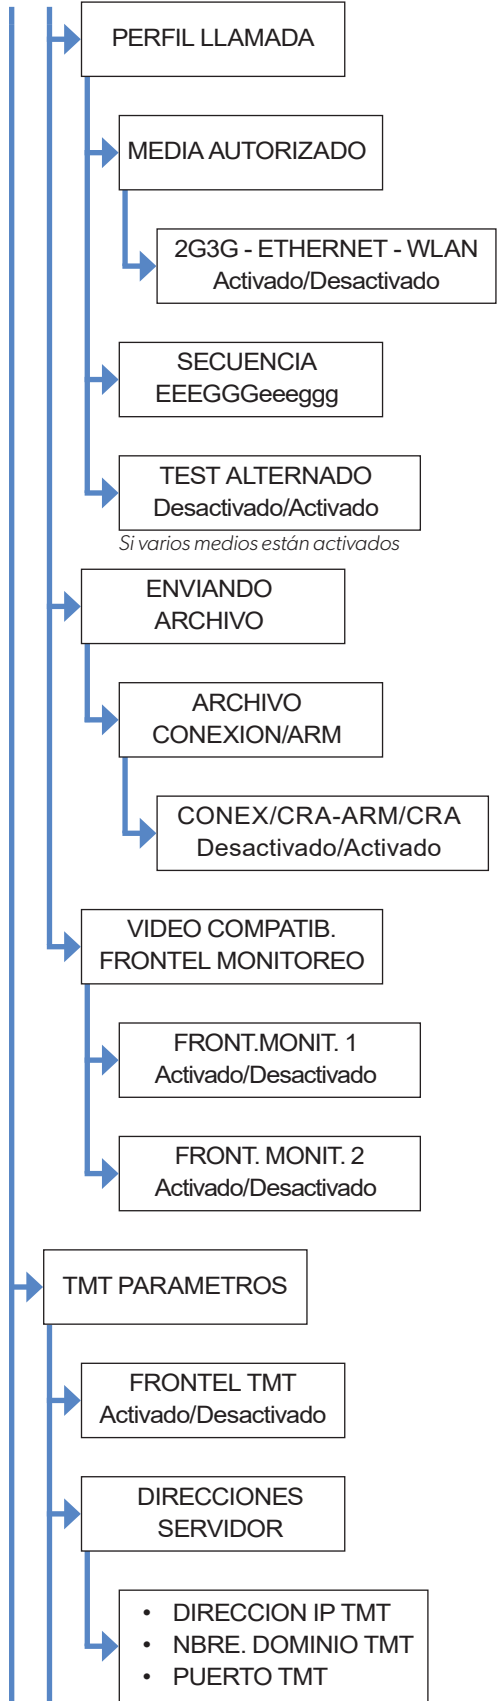 PERFIL LLAMADA
MEDIA AUTORIZADO
2G3G - ETHERNET - WLAN
Activado/Desactivado
SECUENCIA
EEEGGGeeeggg
TEST ALTERNADO
Desactivado/Activado
Si varios medios están activados
ENVIANDO
ARCHIVO
ARCHIVO
CONEXION/ARM
CONEX/CRA-ARM/CRA
Desactivado/Activado
VIDEO COMPATIB.
FRONTEL MONITOREO
FRONT.MONIT. 1
Activado/Desactivado
FRONT. MONIT. 2
Activado/Desactivado
TMT PARAMETROS
FRONTEL TMT
Activado/Desactivado
DIRECCIONES
SERVIDOR
• DIRECCION IP TMT
• NBRE. DOMINIO TMT
• PUERTO TMT